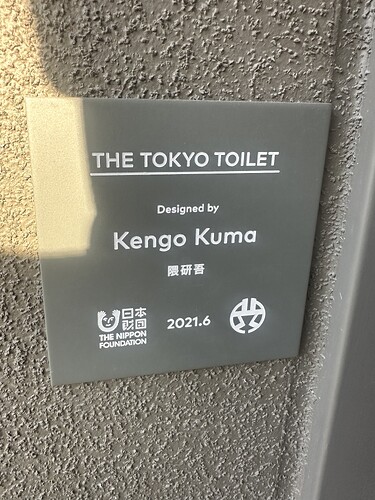 THE TOKYO TOILET
Designed by
Kengo Kuma
隈研吾
日本
財団
THE NIPPON
FOUNDATION
2021.6